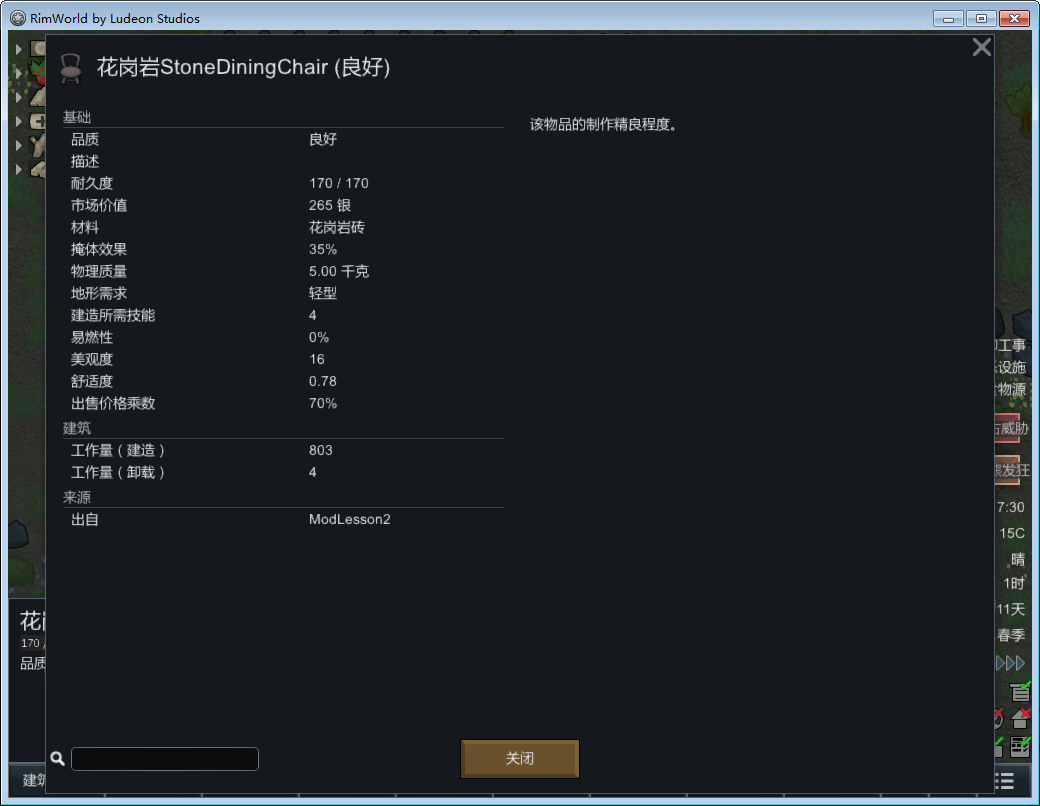 RimWorld by Ludeon Studios
花岗岩StoneDiningChair (良好)
基础
品质 良好
描述
耐久度 170 / 170
市场价值 265 银
材料 花岗岩砖
掩体效果 35%
物理质量 5.00 千克
地形需求 轻型
建造所需技能 4
易燃性 0%
美观度 16
舒适度 0.78
出售价格乘数 70%
建筑
工作量 ( 建造 ) 803
工作量 ( 卸载 ) 4
来源
出自 ModLesson2
该物品的制作精良程度。
工事
设施
物源
威胁
发狂
7:30
15C
晴
1时
11天
春季
花
170
品质
建筑
关闭